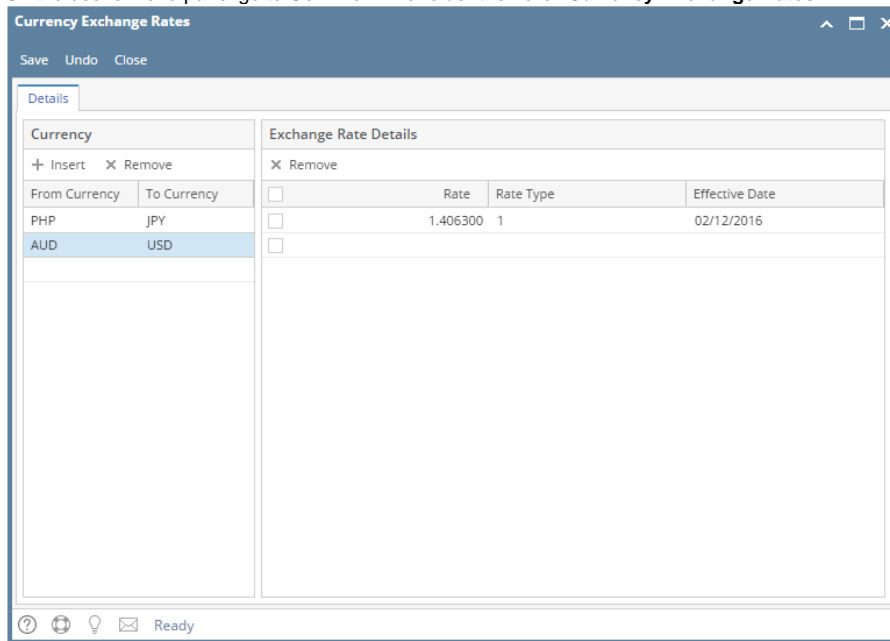 Currency Exchange Rates
Save Undo Close
Details
Currency
Exchange Rate Details
Insert Remove
Remove
From Currency To Currency
Rate Rate Type Effective Date
PHP JPY
1.406300 1 02/12/2016
AUD USD
Ready